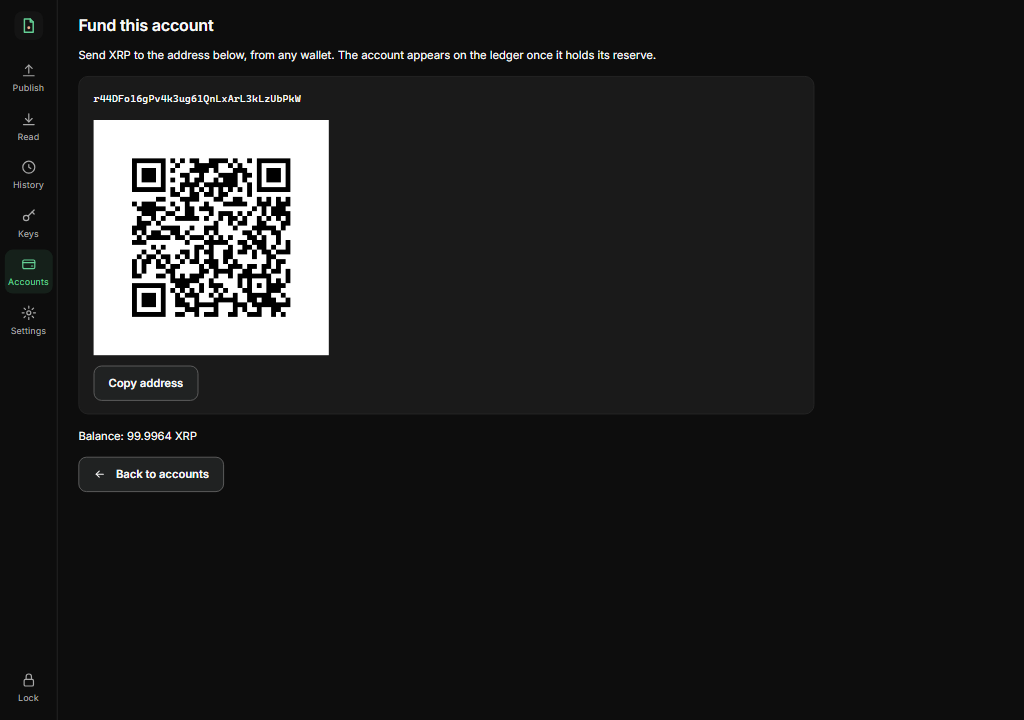 Fund this account
Send XRP to the address below, from any wallet. The account appears on the ledger once it holds its reserve.
r44DFo16gPv4k3ug61QnLxArL3kLzUbPkW
Copy address
Balance: 99.9964 XRP
Back to accounts
Publish
Read
History
Keys
Accounts
Settings
Lock